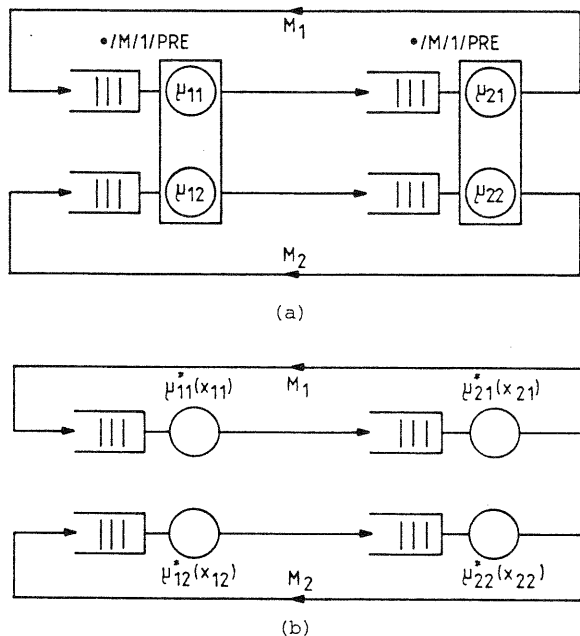 M₁
•/M/1/PRE •/M/1/PRE
μ₁₁ μ₂₁
μ₁₂ μ₂₂
M₂
(a)
M₁
μ*₁₁(x₁₁) μ*₂₁(x₂₁)
μ*₁₂(x₁₂) μ*₂₂(x₂₂)
M₂
(b)